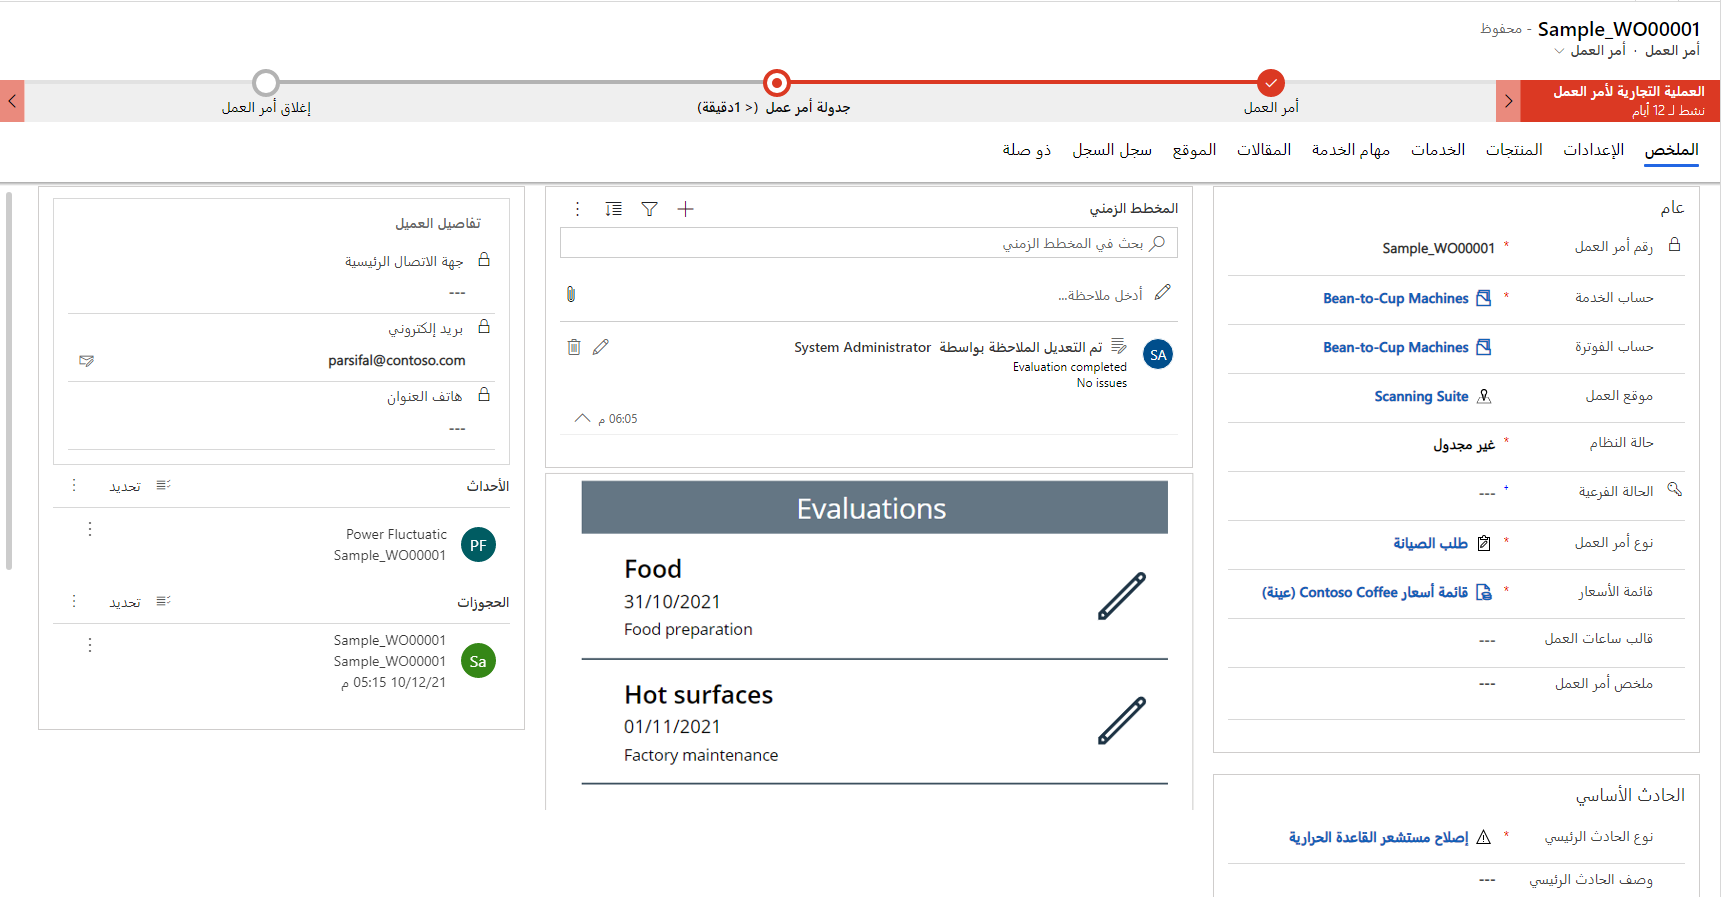 Sample_WO00001 - محفوظ
أمر العمل · أمر العمل
العملية التجارية لأمر العمل
نشط لـ 12 أيام
أمر العمل
جدولة أمر عمل (< 1دقيقة)
إغلاق أمر العمل
الملخص
الإعدادات
المنتجات
الخدمات
مهام الخدمة
المقالات
الموقع
سجل السجل
ذو صلة
عام
رقم أمر العمل * Sample_WO00001
حساب الخدمة * Bean-to-Cup Machines
حساب الفوترة * Bean-to-Cup Machines
موقع العمل Scanning Suite
حالة النظام * غير مجدول
الحالة الفرعية + ---
نوع أمر العمل * طلب الصيانة
قائمة الأسعار * قائمة أسعار Contoso Coffee (عينة)
قالب ساعات العمل ---
ملخص أمر العمل ---
الحادث الأساسي
نوع الحادث الرئيسي * إصلاح مستشعر القاعدة الحرارية
وصف الحادث الرئيسي ---
المخطط الزمني
بحث في المخطط الزمني
أدخل ملاحظة...
SA
تم التعديل الملاحظة بواسطة System Administrator
Evaluation completed
No issues
06:05 م
Evaluations
Food
31/10/2021
Food preparation
Hot surfaces
01/11/2021
Factory maintenance
تفاصيل العميل
جهة الاتصال الرئيسية
---
بريد إلكتروني
parsifal@contoso.com
هاتف العنوان
---
الأحداث
تحديد
PF
Power Fluctuatic
Sample_WO00001
الحجوزات
تحديد
Sa
Sample_WO00001
Sample_WO00001
10/12/21 05:15 م